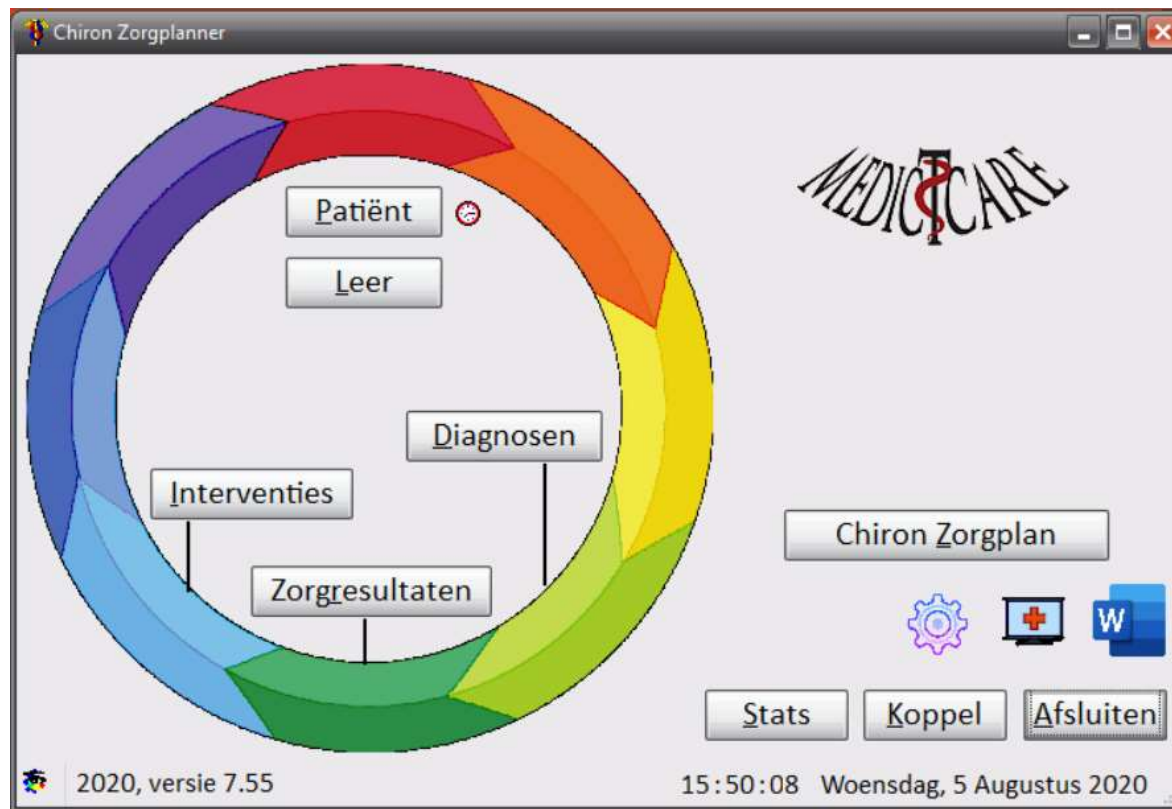 Chiron Zorgplanner
MEDICTCARE
Patiënt
Leer
Diagnosen
Interventies
Zorgresultaten
Chiron Zorgplan
W
Stats
Koppel
Afsluiten
2020, versie 7.55
15:50:08 Woensdag, 5 Augustus 2020